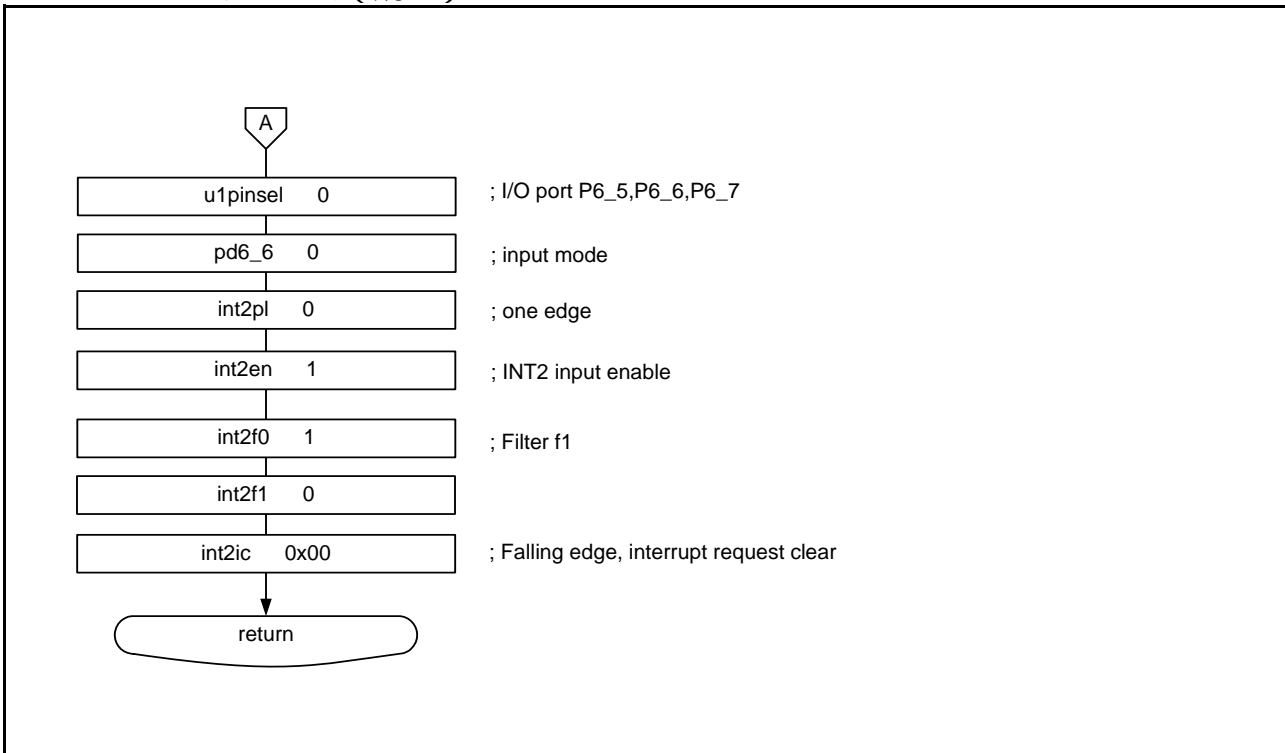 A
u1pinsel 0 ; I/O port P6_5,P6_6,P6_7
pd6_6 0 ; input mode
int2pl 0 ; one edge
int2en 1 ; INT2 input enable
int2f0 1 ; Filter f1
int2f1 0
int2ic 0x00 ; Falling edge, interrupt request clear
return